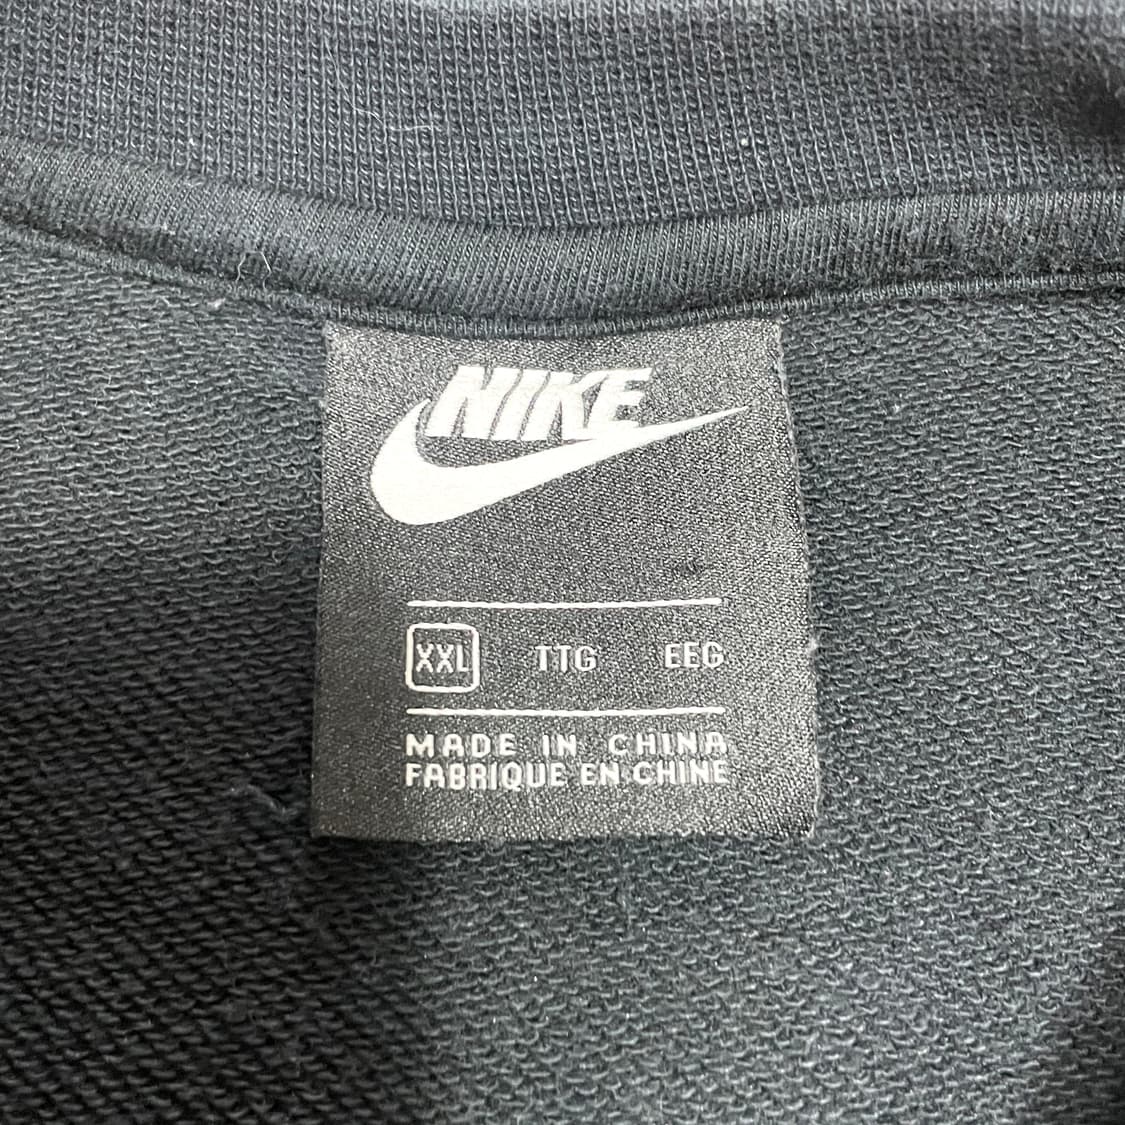 NIKE
XXL TTG EEG
MADE IN CHINA
FABRIQUE EN CHINE